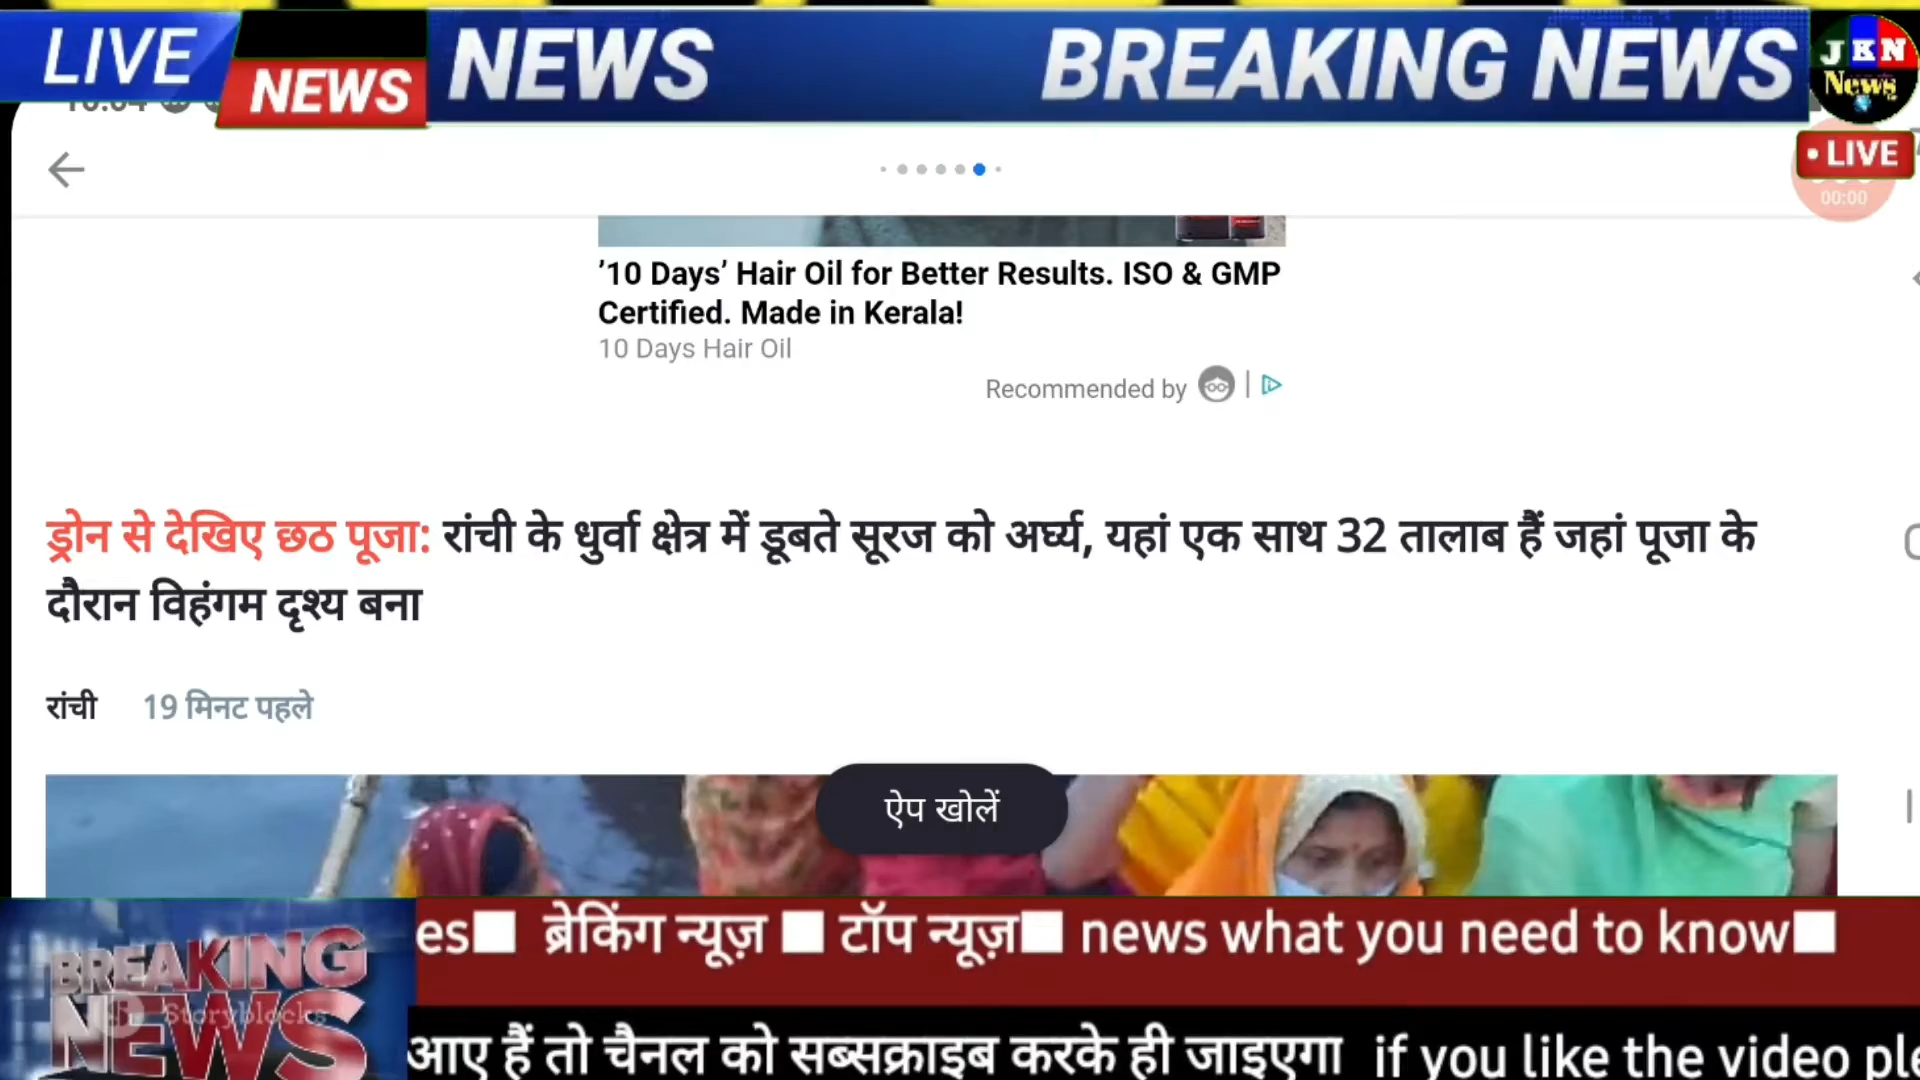 LIVE
NEWS
NEWS
BREAKING NEWS
JKN
News
• LIVE
00:00
'10 Days' Hair Oil for Better Results. ISO & GMP
Certified. Made in Kerala!
10 Days Hair Oil
Recommended by
ड्रोन से देखिए छठ पूजा: रांची के धुर्वा क्षेत्र में डूबते सूरज को अर्घ्य, यहां एक साथ 32 तालाब हैं जहां पूजा के
दौरान विहंगम दृश्य बना
रांची 19 मिनट पहले
ऐप खोलें
es■ ब्रेकिंग न्यूज़ ■ टॉप न्यूज़■ news what you need to know■
BREAKING
NEWS
Storyblocks
आए हैं तो चैनल को सब्सक्राइब करके ही जाइएगा if you like the video ple